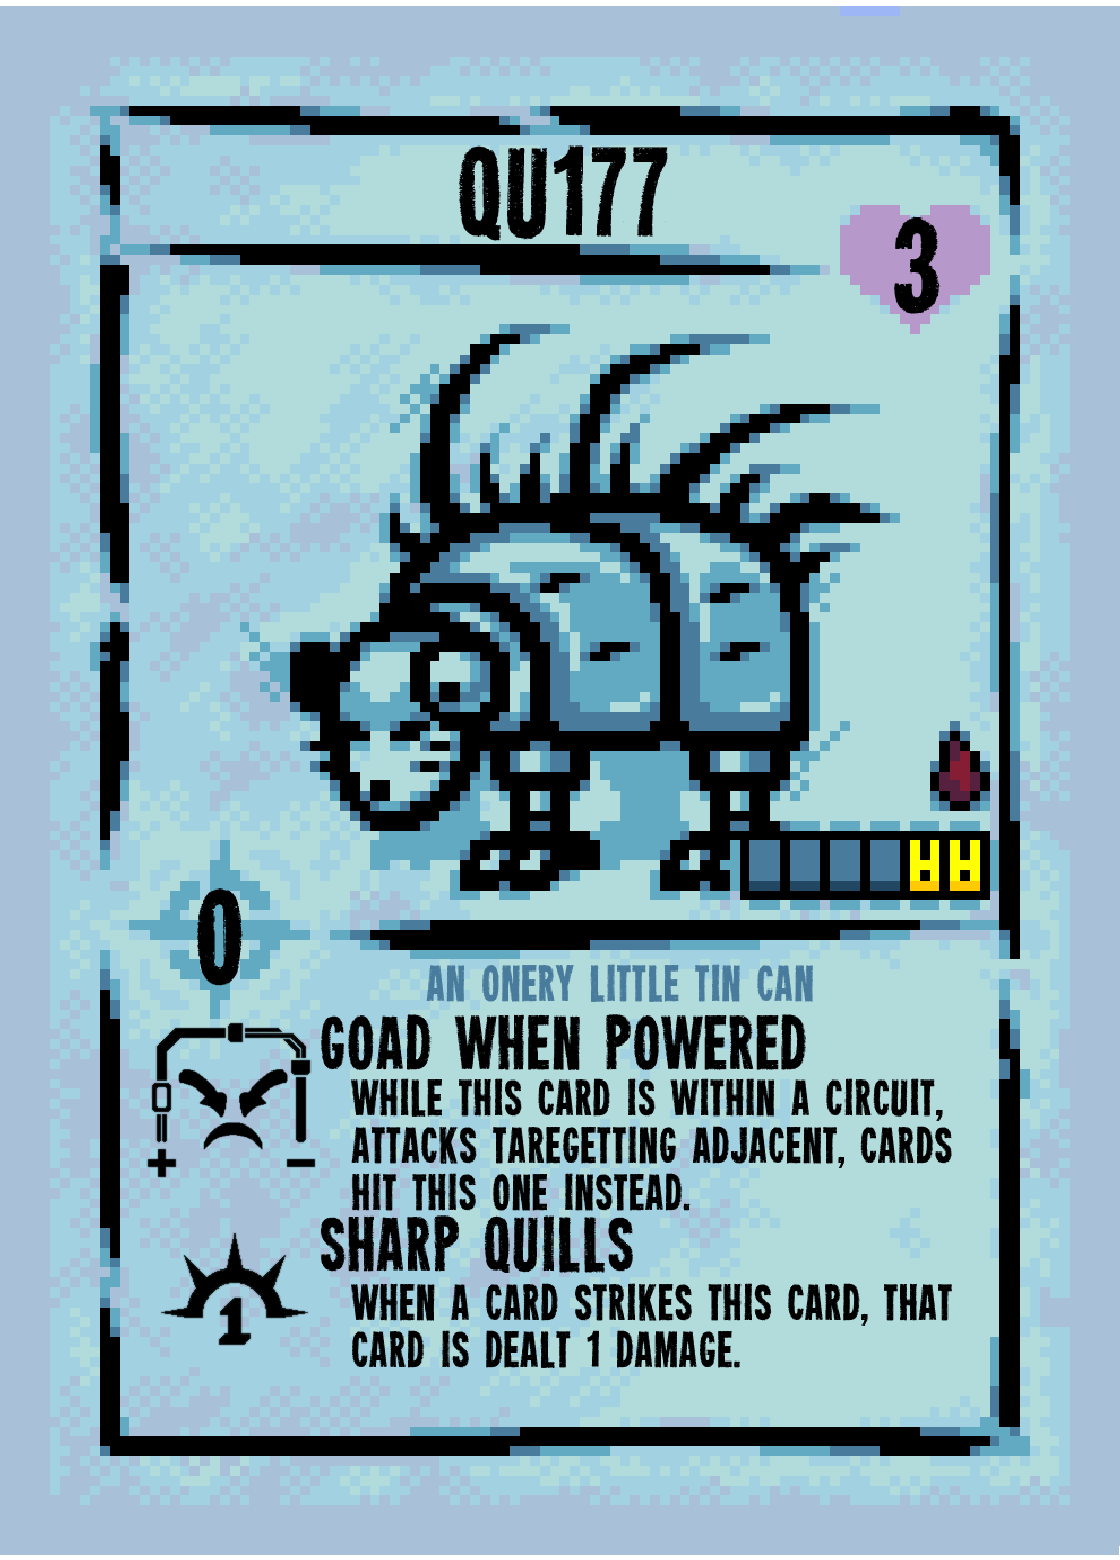 QU177
3
0
AN ONERY LITTLE TIN CAN
GOAD WHEN POWERED
WHILE THIS CARD IS WITHIN A CIRCUIT,
ATTACKS TAREGETTING ADJACENT, CARDS
HIT THIS ONE INSTEAD.
SHARP QUILLS
1
WHEN A CARD STRIKES THIS CARD, THAT
CARD IS DEALT 1 DAMAGE.